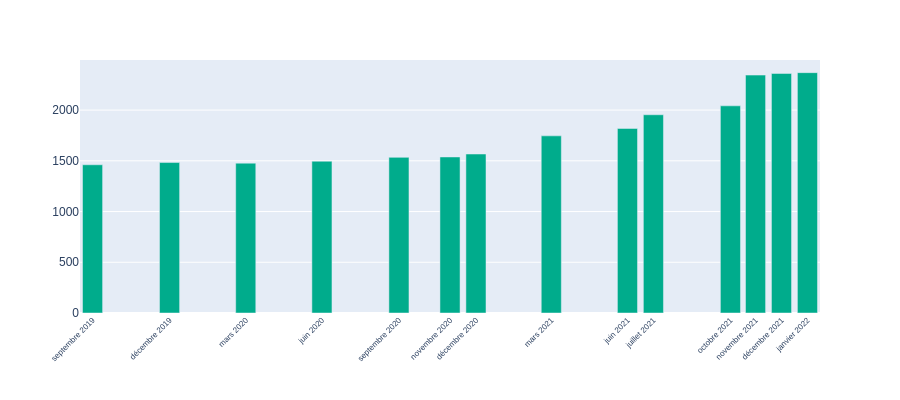 2000
1500
1000
500
0
septembre 2019
décembre 2019
mars 2020
juin 2020
septembre 2020
novembre 2020
décembre 2020
mars 2021
juin 2021
juillet 2021
octobre 2021
novembre 2021
décembre 2021
janvier 2022